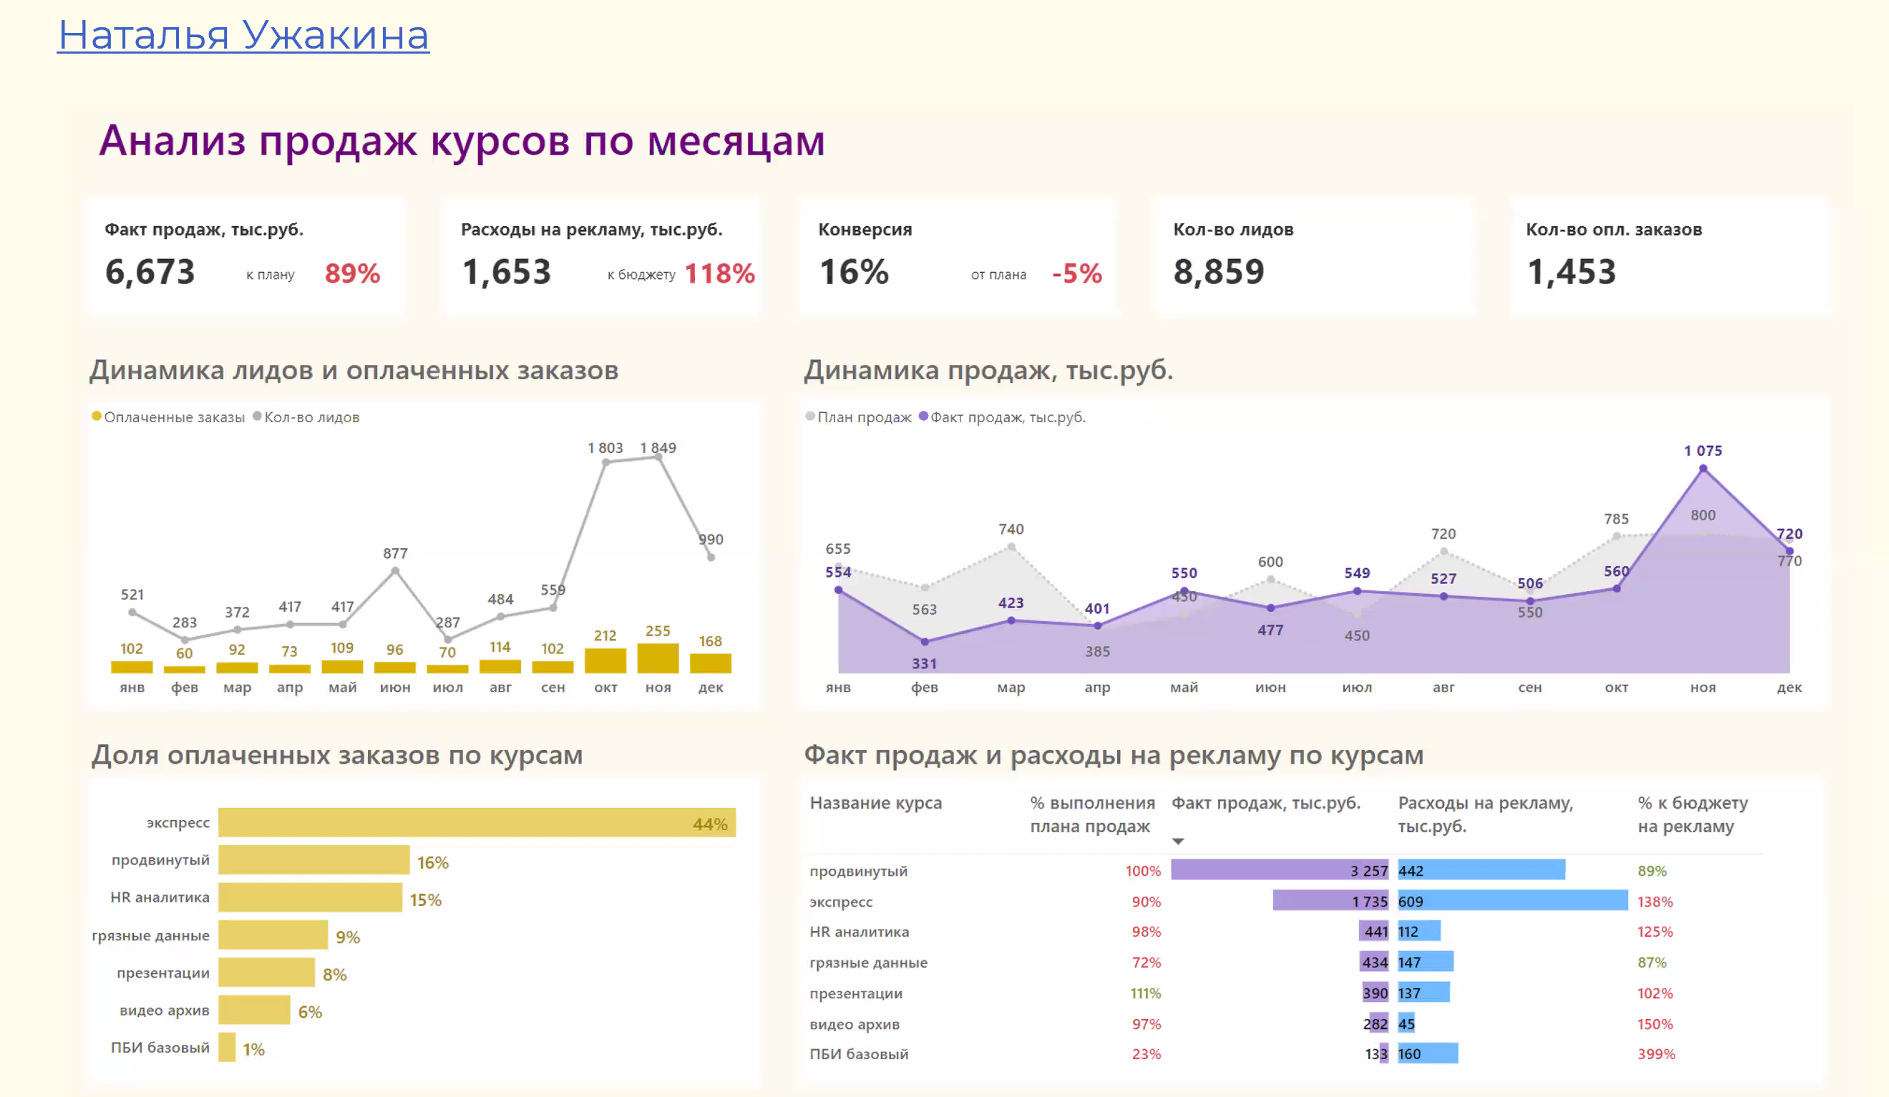 Наталья Ужакина
Анализ продаж курсов по месяцам
Факт продаж, тыс.руб.
6,673 к плану 89%
Расходы на рекламу, тыс.руб.
1,653 к бюджету 118%
Конверсия
16% от плана -5%
Кол-во лидов
8,859
Кол-во опл. заказов
1,453
Динамика лидов и оплаченных заказов
Оплаченные заказы Кол-во лидов
521 283 372 417 417 877 287 484 559 1 803 1 849 990
102 60 92 73 109 96 70 114 102 212 255 168
янв фев мар апр май июн июл авг сен окт ноя дек
Динамика продаж, тыс.руб.
План продаж Факт продаж, тыс.руб.
655 563 740 385 450 600 450 720 550 785 800 770
554 331 423 401 550 477 549 527 506 560 1 075 720
янв фев мар апр май июн июл авг сен окт ноя дек
Доля оплаченных заказов по курсам
экспресс 44%
продвинутый 16%
HR аналитика 15%
грязные данные 9%
презентации 8%
видео архив 6%
ПБИ базовый 1%
Факт продаж и расходы на рекламу по курсам
Название курса % выполнения Факт продаж, тыс.руб. Расходы на рекламу, % к бюджету
плана продаж тыс.руб. на рекламу
продвинутый 100% 3 257 442 89%
экспресс 90% 1 735 609 138%
HR аналитика 98% 441 112 125%
грязные данные 72% 434 147 87%
презентации 111% 390 137 102%
видео архив 97% 282 45 150%
ПБИ базовый 23% 133 160 399%